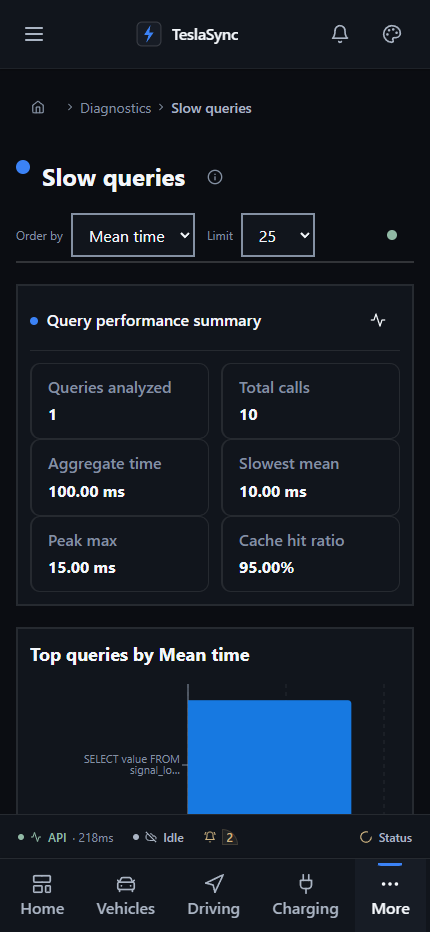 TeslaSync
Diagnostics
Slow queries
Slow queries
Order by
Mean time
Limit
25
Query performance summary
Queries analyzed
1
Total calls
10
Aggregate time
100.00 ms
Slowest mean
10.00 ms
Peak max
15.00 ms
Cache hit ratio
95.00%
Top queries by Mean time
SELECT value FROM
signal_lo...
API · 218ms
Idle
2
Status
Home
Vehicles
Driving
Charging
More